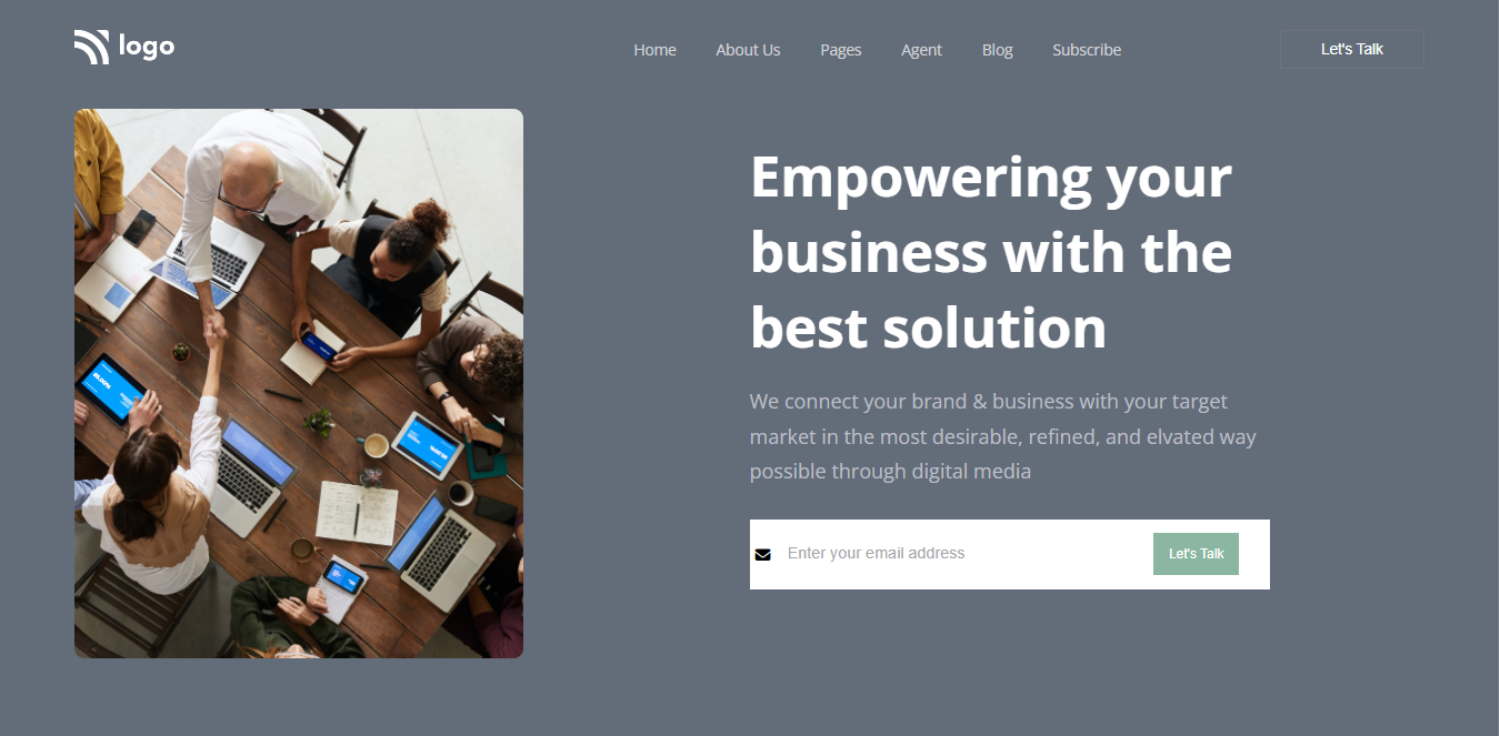 logo
Home About Us Pages Agent Blog Subscribe Let's Talk
Empowering your
business with the
best solution
We connect your brand & business with your target
market in the most desirable, refined, and elvated way
possible through digital media
Enter your email address Let's Talk